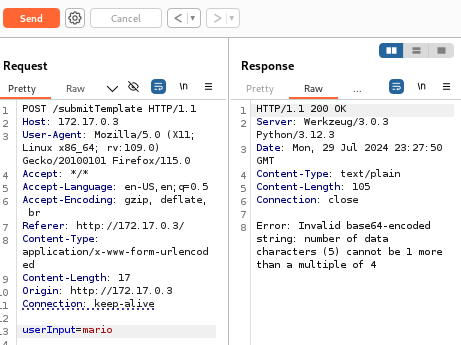 Send
Cancel
< 
>
Request
Response
Pretty
Raw
\n
Pretty
Raw
...
\n
1 POST /submitTemplate HTTP/1.1
2 Host: 172.17.0.3
3 User-Agent: Mozilla/5.0 (X11;
Linux x86_64; rv:109.0)
Gecko/20100101 Firefox/115.0
4 Accept: */*
5 Accept-Language: en-US,en;q=0.5
6 Accept-Encoding: gzip, deflate,
br
7 Referer: http://172.17.0.3/
8 Content-Type:
application/x-www-form-urlencod
ed
9 Content-Length: 17
10 Origin: http://172.17.0.3
11 Connection: keep-alive
12
13 userInput=mario
1 HTTP/1.1 200 OK
2 Server: Werkzeug/3.0.3
Python/3.12.3
3 Date: Mon, 29 Jul 2024 23:27:50
GMT
4 Content-Type: text/plain
5 Content-Length: 105
6 Connection: close
7
8 Error: Invalid base64-encoded
string: number of data
characters (5) cannot be 1 more
than a multiple of 4